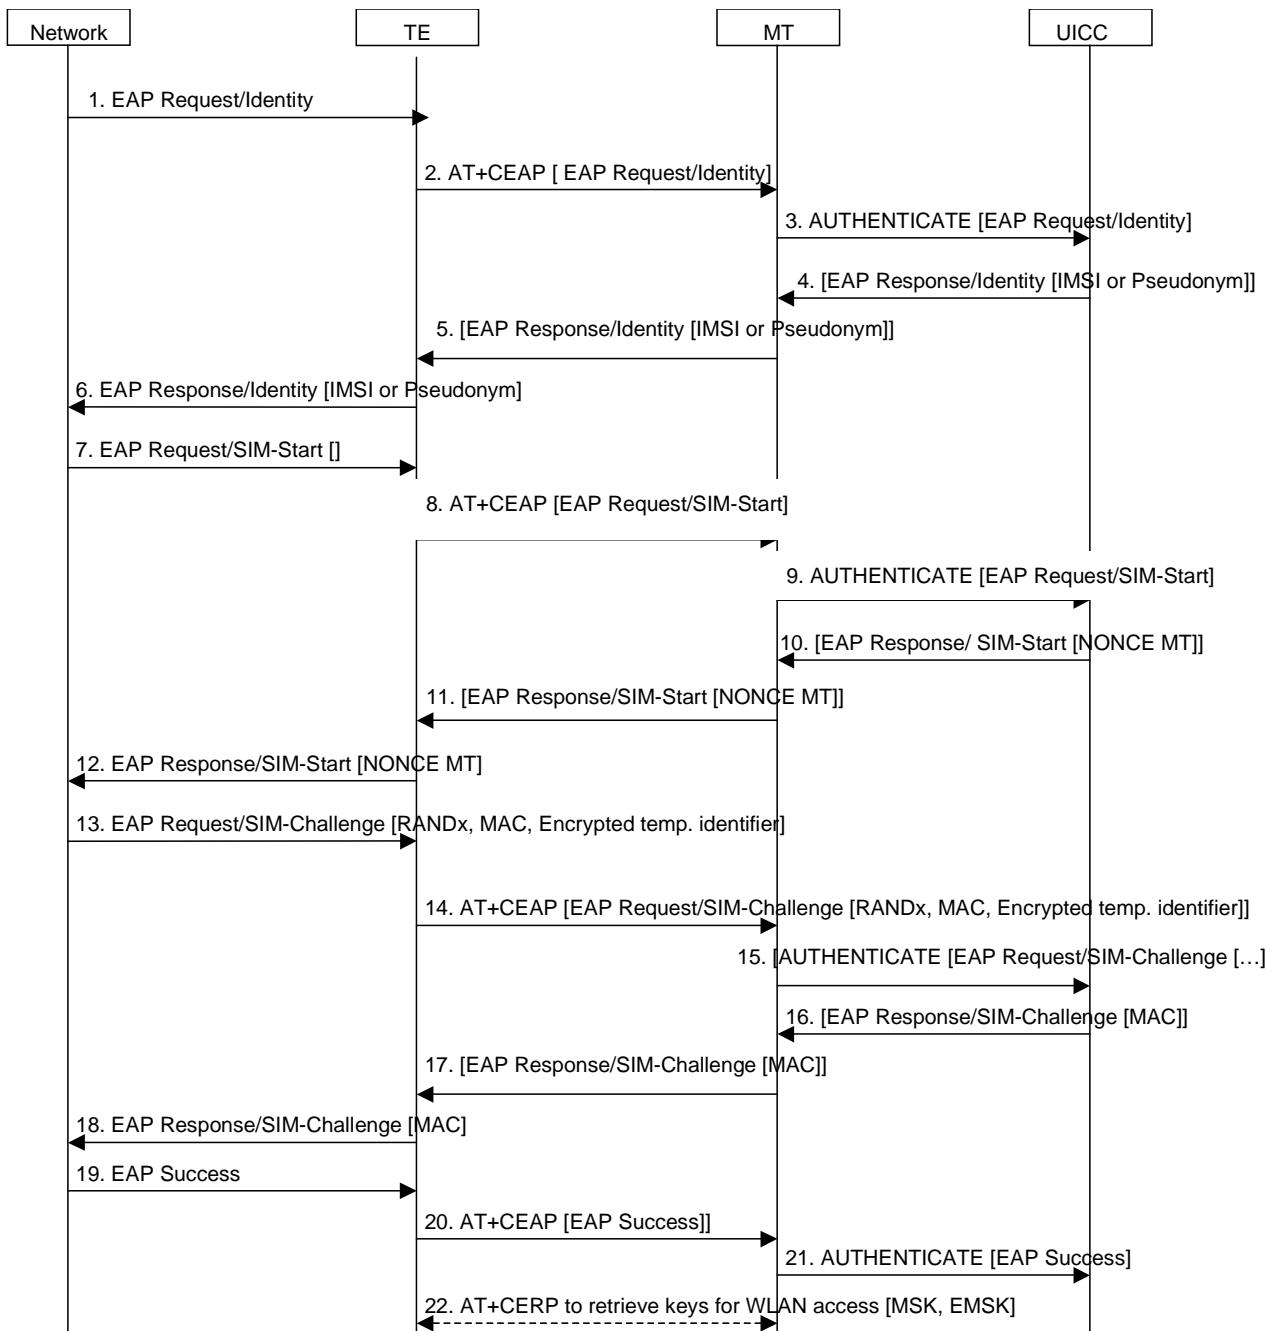 Network
TE
MT
UICC
1. EAP Request/Identity
2. AT+CEAP [ EAP Request/Identity]
3. AUTHENTICATE [EAP Request/Identity]
4. [EAP Response/Identity [IMSI or Pseudonym]]
5. [EAP Response/Identity [IMSI or Pseudonym]]
6. EAP Response/Identity [IMSI or Pseudonym]
7. EAP Request/SIM-Start []
8. AT+CEAP [EAP Request/SIM-Start]
9. AUTHENTICATE [EAP Request/SIM-Start]
10. [EAP Response/ SIM-Start [NONCE MT]]
11. [EAP Response/SIM-Start [NONCE MT]]
12. EAP Response/SIM-Start [NONCE MT]
13. EAP Request/SIM-Challenge [RANDx, MAC, Encrypted temp. identifier]
14. AT+CEAP [EAP Request/SIM-Challenge [RANDx, MAC, Encrypted temp. identifier]]
15. [AUTHENTICATE [EAP Request/SIM-Challenge […]
16. [EAP Response/SIM-Challenge [MAC]]
17. [EAP Response/SIM-Challenge [MAC]]
18. EAP Response/SIM-Challenge [MAC]
19. EAP Success
20. AT+CEAP [EAP Success]]
21. AUTHENTICATE [EAP Success]
22. AT+CERP to retrieve keys for WLAN access [MSK, EMSK]